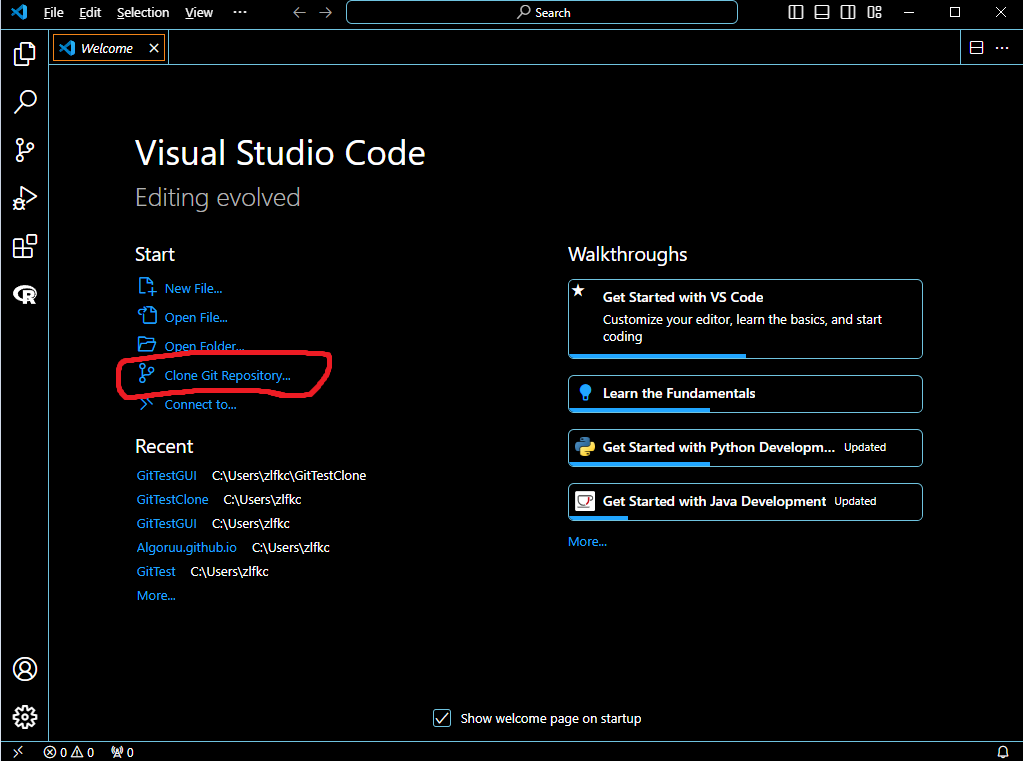 File Edit Selection View ··· Search
Welcome
Visual Studio Code
Editing evolved
Start
New File...
Open File...
Open Folder...
Clone Git Repository...
Connect to...
Recent
GitTestGUI C:\Users\zlfkc\GitTestClone
GitTestClone C:\Users\zlfkc
GitTestGUI C:\Users\zlfkc
Algoruu.github.io C:\Users\zlfkc
GitTest C:\Users\zlfkc
More...
Walkthroughs
Get Started with VS Code
Customize your editor, learn the basics, and start
coding
Learn the Fundamentals
Get Started with Python Developm... Updated
Get Started with Java Development Updated
More...
Show welcome page on startup
0 0 0